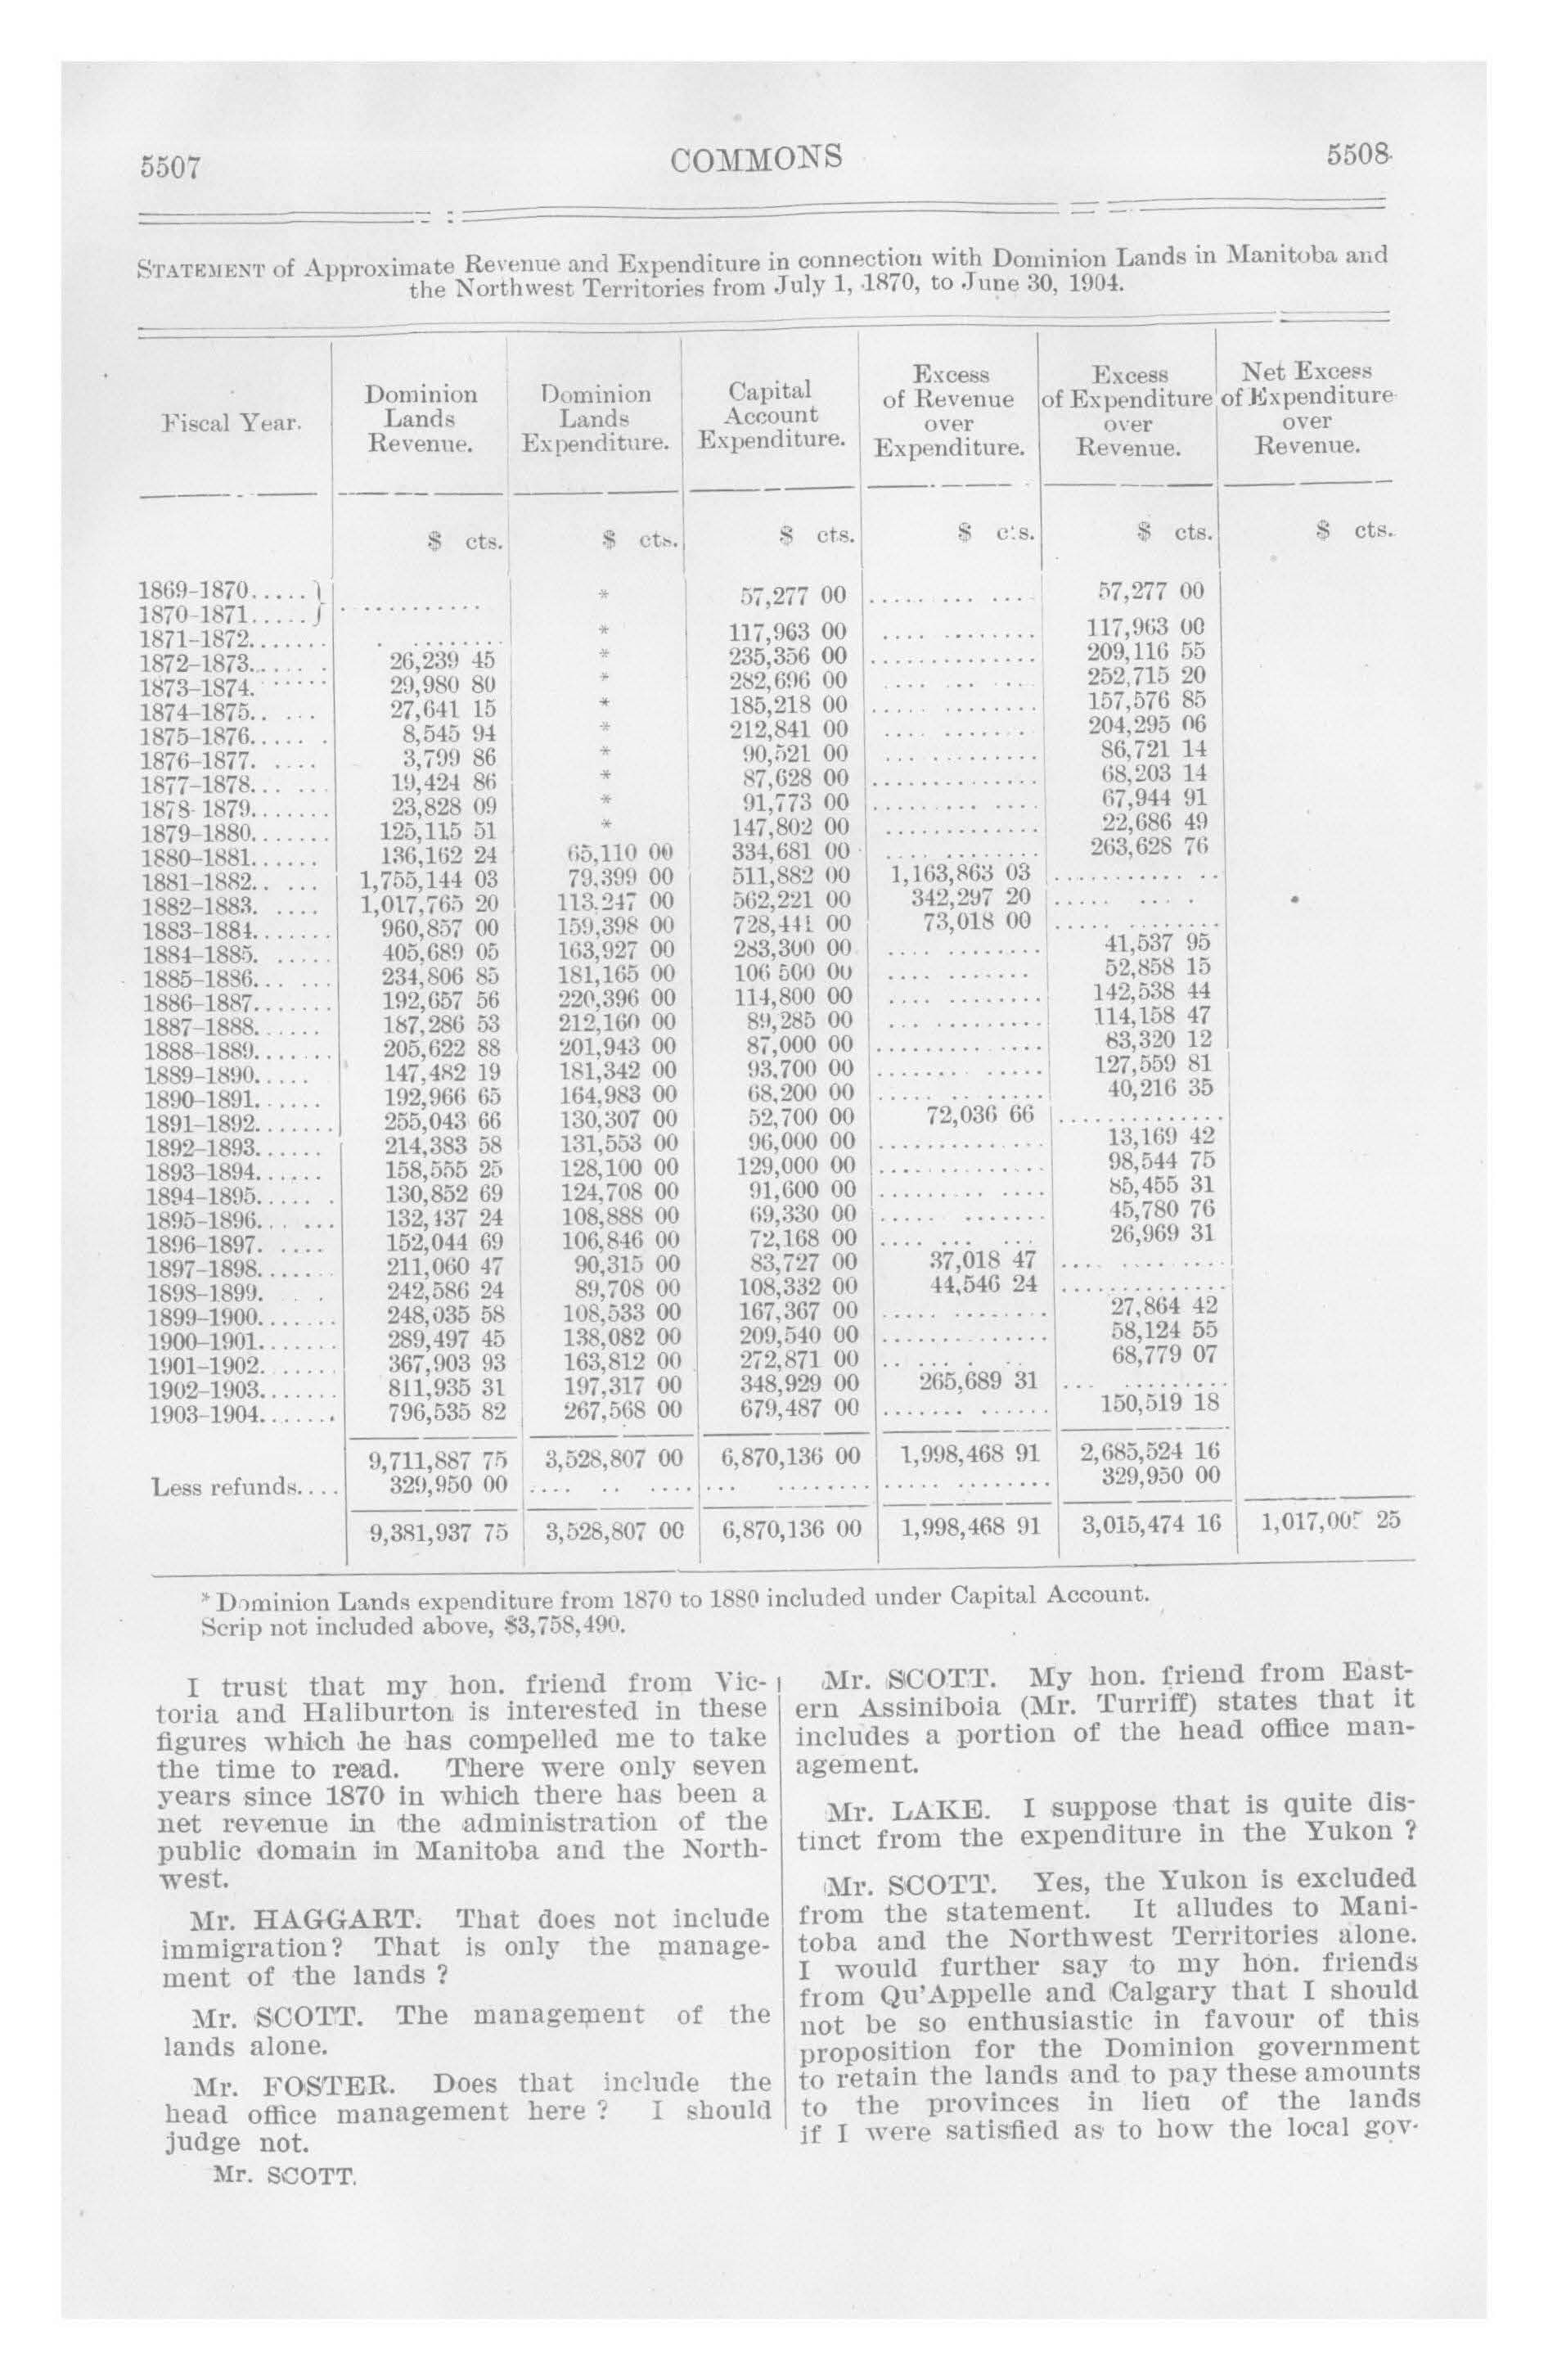 5507
COMMONS
5508
STATEMENT of Approximate Revenue and Expenditure in connection with Dominion Lands in Manitoba and
the Northwest Territories from July 1, 1870, to June 30, 1904.
Fiscal Year. Dominion Lands Revenue. Dominion Lands Expenditure. Capital Account Expenditure. Excess of Revenue over Expenditure. Excess of Expenditure over Revenue. Net Excess of Expenditure over Revenue.
$ cts. $ cts. $ cts. $ cts. $ cts. $ cts.
1869-1870.....}
1870-1871.....} ............ * 57,277 00 ............ 57,277 00
1871-1872....... ......... * 117,963 00 ............ 117,963 00
1872-1873....... 26,239 45 * 235,356 00 ............ 209,116 55
1873-1874...... 29,980 80 * 282,696 00 ............ 252,715 20
1874-1875..... 27,641 15 * 185,218 00 ............ 157,576 85
1875-1876...... 8,545 94 * 212,841 00 ............ 204,295 06
1876-1877..... 3,799 86 * 90,521 00 ............ 86,721 14
1877-1878...... 19,424 86 * 87,628 00 ............ 68,203 14
1878-1879....... 23,828 09 * 91,773 00 ............ 67,944 91
1879-1880....... 125,115 51 * 147,802 00 ............ 22,686 49
1880-1881...... 136,162 24 65,110 00 334,681 00 ............ 263,628 76
1881-1882..... 1,755,144 03 79,399 00 511,882 00 1,163,863 03 ............
1882-1883..... 1,017,765 20 113,247 00 562,221 00 342,297 20 ............
1883-1884....... 960,857 00 159,398 00 728,441 00 73,018 00 ............
1884-1885...... 405,689 05 163,927 00 283,300 00 ............ 41,537 95
1885-1886...... 234,806 85 181,165 00 106 500 00 ............ 52,858 15
1886-1887....... 192,657 56 220,396 00 114,800 00 ............ 142,538 44
1887-1888...... 187,286 53 212,160 00 89,285 00 ............ 114,158 47
1888-1889....... 205,622 88 201,943 00 87,000 00 ............ 83,320 12
1889-1890..... 147,482 19 181,342 00 93,700 00 ............ 127,559 81
1890-1891...... 192,966 65 164,983 00 68,200 00 ............ 40,216 35
1891-1892....... 255,043 66 130,307 00 52,700 00 72,036 66 ............
1892-1893...... 214,383 58 131,553 00 96,000 00 ............ 13,169 42
1893-1894...... 158,555 25 128,100 00 129,000 00 ............ 98,544 75
1894-1895...... 130,852 69 124,708 00 91,600 00 ............ 85,455 31
1895-1896...... 132,437 24 108,888 00 69,330 00 ............ 45,780 76
1896-1897..... 152,044 69 106,846 00 72,168 00 ............ 26,969 31
1897-1898...... 211,060 47 90,315 00 83,727 00 37,018 47 ............
1898-1899... 242,586 24 89,708 00 108,332 00 44,546 24 ............
1899-1900....... 248,035 58 108,533 00 167,367 00 ............ 27,864 42
1900-1901....... 289,497 45 138,082 00 209,540 00 ............ 58,124 55
1901-1902....... 367,903 93 163,812 00 272,871 00 ............ 68,779 07
1902-1903....... 811,935 31 197,317 00 348,929 00 265,689 31 ............
1903-1904....... 796,535 82 267,568 00 679,487 00 ............ 150,519 18
9,711,887 75 3,528,807 00 6,870,136 00 1,998,468 91 2,685,524 16
Less refunds.... 329,950 00 ............ ............ ............ 329,950 00
9,381,937 75 3,528,807 00 6,870,136 00 1,998,468 91 3,015,474 16 25
* Dominion Lands expenditure from 1870 to 1880 included under Capital Account.
Scrip not included above, $3,758,490.
I trust that my hon. friend from Vic-
toria and Haliburton is interested in these
figures which he has compelled me to take
the time to read. There were only seven
years since 1870 in which there has been a
net revenue in the administration of the
public domain in Manitoba and the North-
west.
Mr. HAGGART. That does not include
immigration? That is only the manage-
ment of the lands ?
Mr. SCOTT. The management of the
lands alone.
Mr. FOSTER. Does that include the
head office management here ? I should
judge not.
Mr. SCOTT.
Mr. SCOTT. My hon. friend from East-
ern Assiniboia (Mr. Turriff) states that it
includes a portion of the head office man-
agement.
Mr. LAKE. I suppose that is quite dis-
tinct from the expenditure in the Yukon ?
Mr. SCOTT. Yes, the Yukon is excluded
from the statement. It alludes to Mani-
toba and the Northwest Territories alone.
I would further say to my hon. friends
from Qu'Appelle and Calgary that I should
not be so enthusiastic in favour of this
proposition for the Dominion government
to retain the lands and to pay these amounts
to the provinces in lieu of the lands
if I were satisfied as to how the local gov-